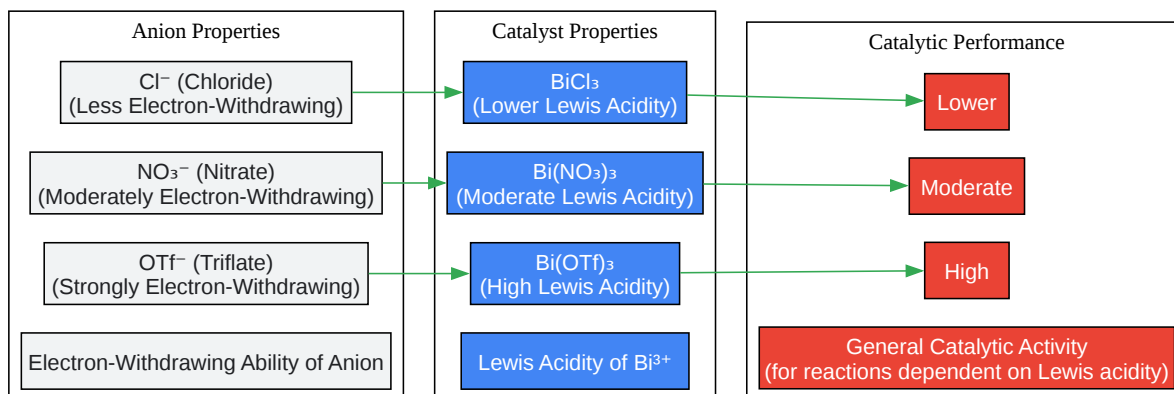 Anion Properties
Cl⁻ (Chloride)
(Less Electron-Withdrawing)
NO₃⁻ (Nitrate)
(Moderately Electron-Withdrawing)
OTf⁻ (Triflate)
(Strongly Electron-Withdrawing)
Electron-Withdrawing Ability of Anion
Catalyst Properties
BiCl₃
(Lower Lewis Acidity)
Bi(NO₃)₃
(Moderate Lewis Acidity)
Bi(OTf)₃
(High Lewis Acidity)
Lewis Acidity of Bi³⁺
Catalytic Performance
Lower
Moderate
High
General Catalytic Activity
(for reactions dependent on Lewis acidity)